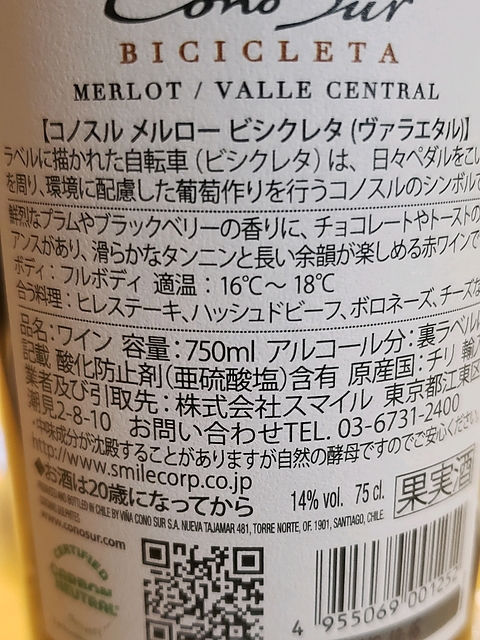 Cono Sur
BICICLETA
MERLOT / VALLE CENTRAL
【コノスル メルロー ビシクレタ (ヴァラエタル)】
ラベルに描かれた自転車(ビシクレタ)は、日々ペダルをこ
を周り、環境に配慮した葡萄作りを行うコノスルのシンボルで
鮮烈なプラムやブラックベリーの香りに、チョコレートやトーストの
アンスがあり、滑らかなタンニンと長い余韻が楽しめる赤ワインで
ボディ:フルボディ 適温:16℃〜18℃
合う料理:ヒレステーキ、ハッシュドビーフ、ボロネーズ、チーズな
品名:ワイン 容量:750ml アルコール分:裏ラベル
記載 酸化防止剤(亜硫酸塩)含有 原産国:チリ 輸入
業者及び引取先:株式会社スマイル 東京都江東区
潮見2-8-10 お問い合わせTEL. 03-6731-2400
・中味成分が沈殿することがありますが自然の酵母ですのでご安心ください
http://www.smilecorp.co.jp
◆お酒は20歳になってから 14% vol. 75 cl. 果実酒
AND BOTTLED IN CHILE BY VIÑA CONO SUR S.A. NUEVA TAJAMAR 481, TORRE NORTE, OF. 1901, SANTIAGO, CHILE.
SULPHITES
www.conosur.com
CERTIFIED
CARBON
NEUTRAL
4 955069 001252